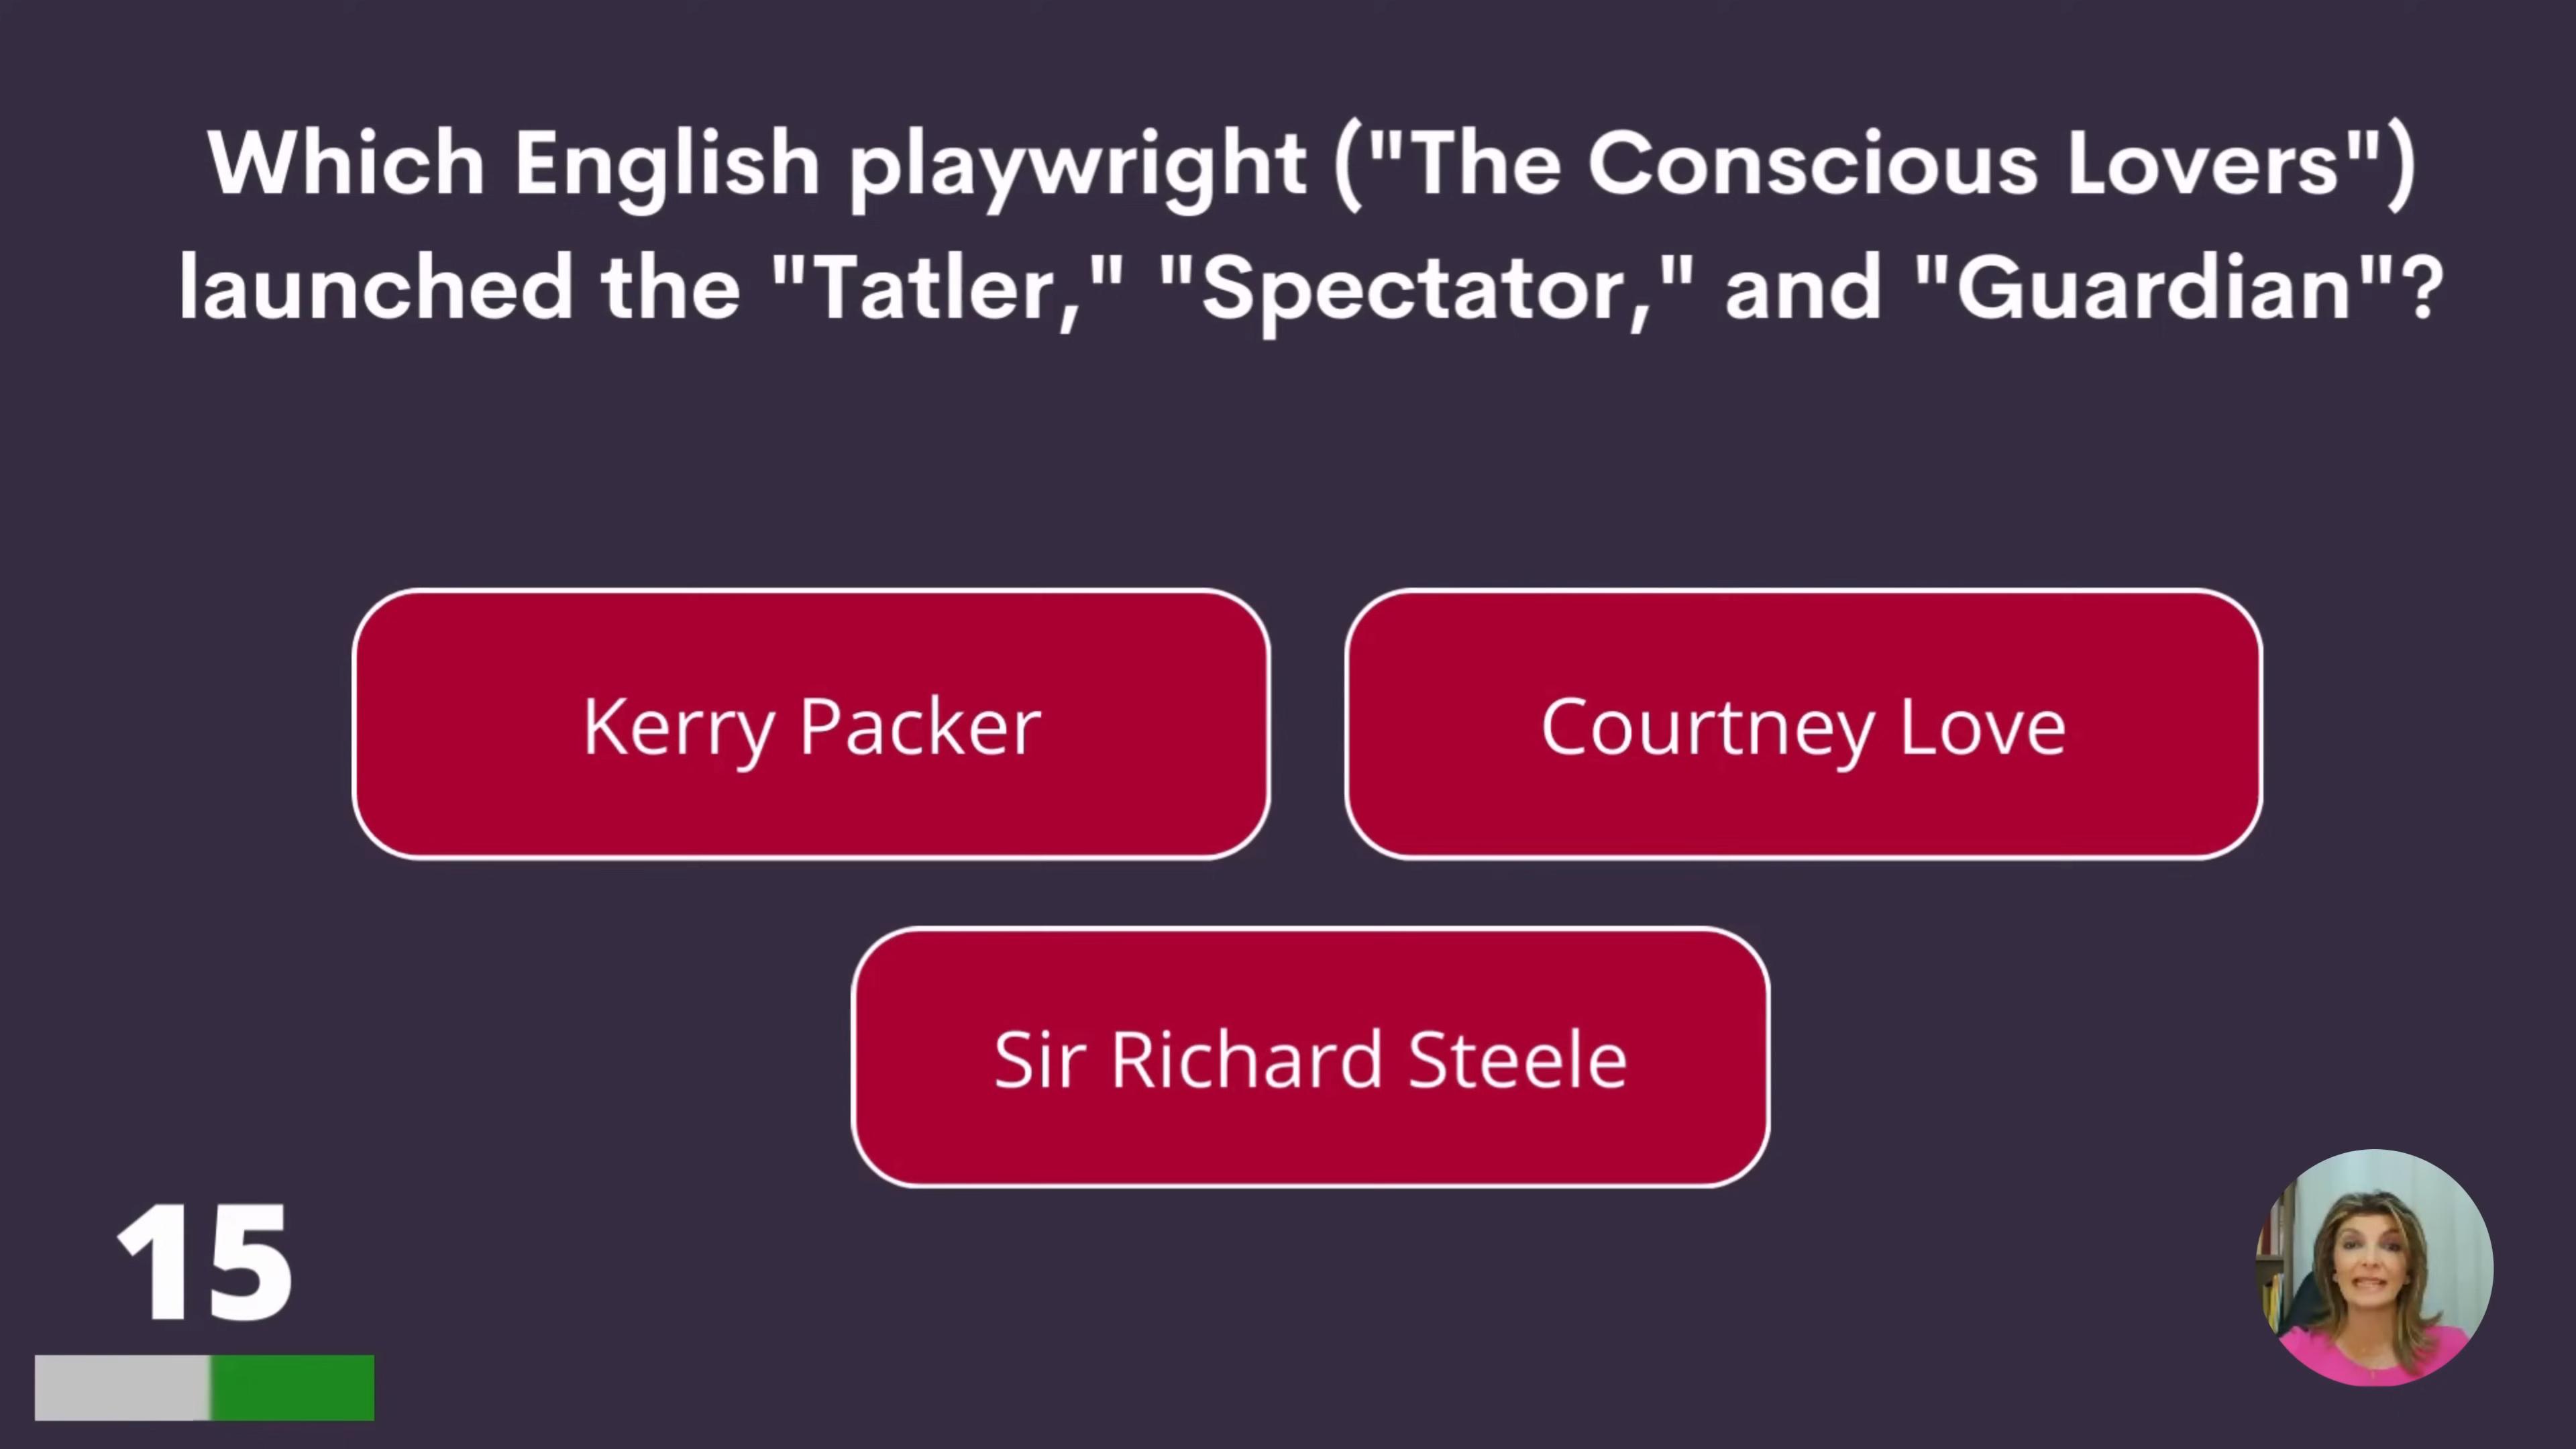 Which English playwright ("The Conscious Lovers")
launched the "Tatler," "Spectator," and "Guardian"?
Kerry Packer
Courtney Love
Sir Richard Steele
15